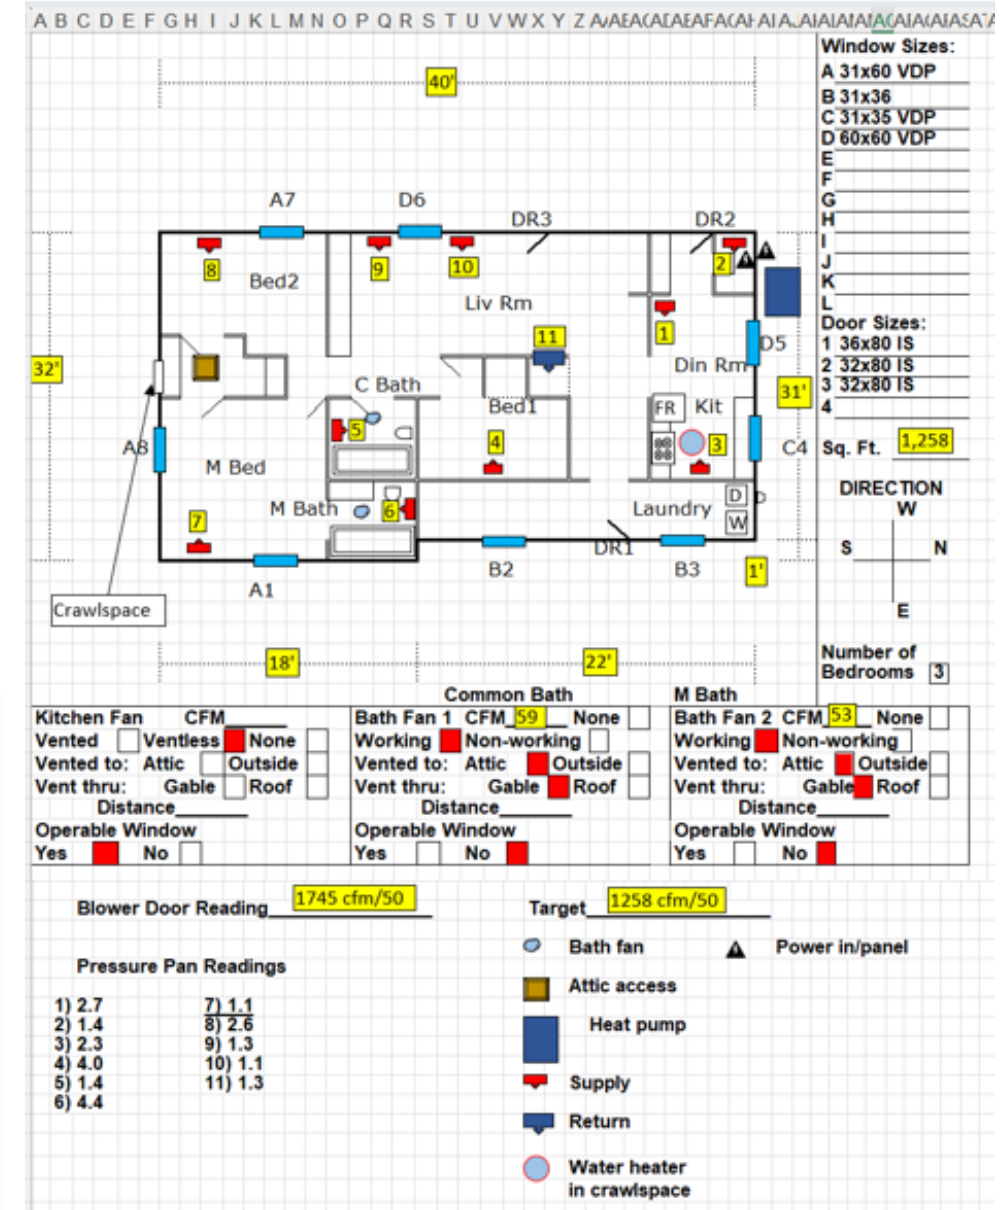 A B C D E F G H I J K L M N O P Q R S T U V W X Y Z
Window Sizes:
A 31x60 VDP
B 31x36
C 31x35 VDP
D 60x60 VDP
E
F
G
H
I
J
K
L
Door Sizes:
1 36x80 IS
2 32x80 IS
3 32x80 IS
4
Sq. Ft. 1,258
DIRECTION
W
S N
E
Number of
Bedrooms 3
40'
A7 D6 DR3 DR2
8 9 10 2
Bed2
Liv Rm
1
11
D5
32'
Din Rm
C Bath
31'
Bed1 FR Kit
5
A8 4 3 C4
M Bed
D
M Bath 6 Laundry
7 W
DR1
B2 B3 1'
A1
Crawlspace
18' 22'
Common Bath M Bath
Kitchen Fan CFM
Vented Ventless None
Vented to: Attic Outside
Vent thru: Gable Roof
Distance
Operable Window
Yes No
Bath Fan 1 CFM 59 None
Working Non-working
Vented to: Attic Outside
Vent thru: Gable Roof
Distance
Operable Window
Yes No
Bath Fan 2 CFM 53 None
Working Non-working
Vented to: Attic Outside
Vent thru: Gable Roof
Distance
Operable Window
Yes No
Blower Door Reading 1745 cfm/50
Target 1258 cfm/50
Pressure Pan Readings
1) 2.7
2) 1.4
3) 2.3
4) 4.0
5) 1.4
6) 4.4
7) 1.1
8) 2.6
9) 1.3
10) 1.1
11) 1.3
Bath fan
Power in/panel
Attic access
Heat pump
Supply
Return
Water heater
in crawlspace